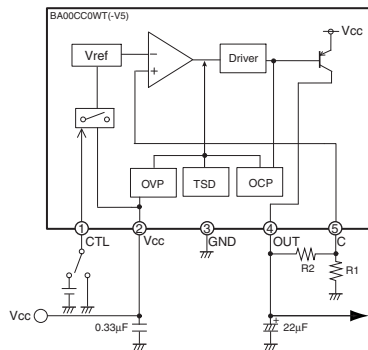 BA00CC0WT(-V5)
Vcc
Vref
Driver
−
+
OVP
TSD
OCP
1
2
3
4
5
CTL
Vcc
GND
OUT
C
R2
R1
Vcc
0.33μF
+
22μF